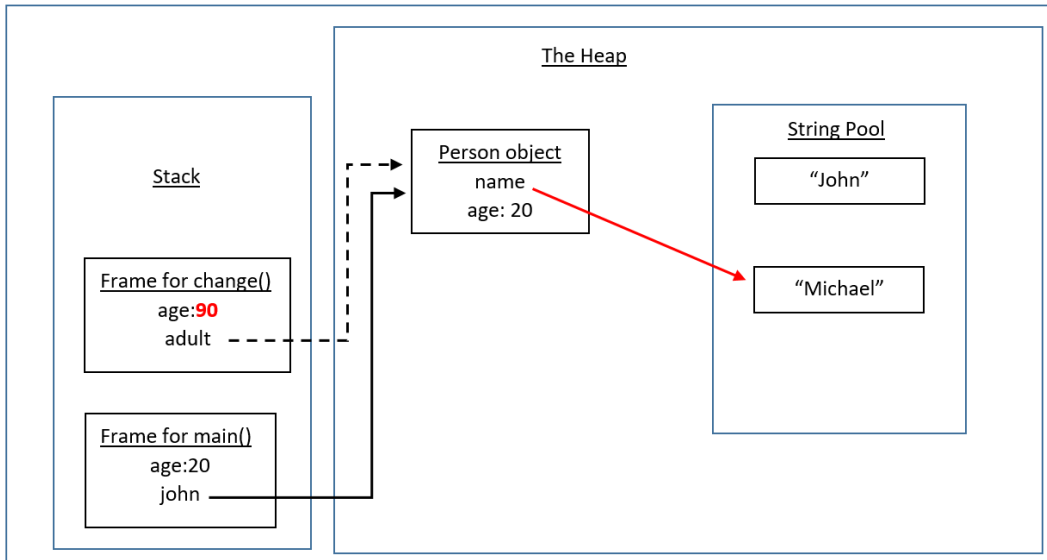 The Heap
Stack
Frame for change()
age:90
adult
Frame for main()
age:20
john
Person object
name
age: 20
String Pool
“John”
“Michael”